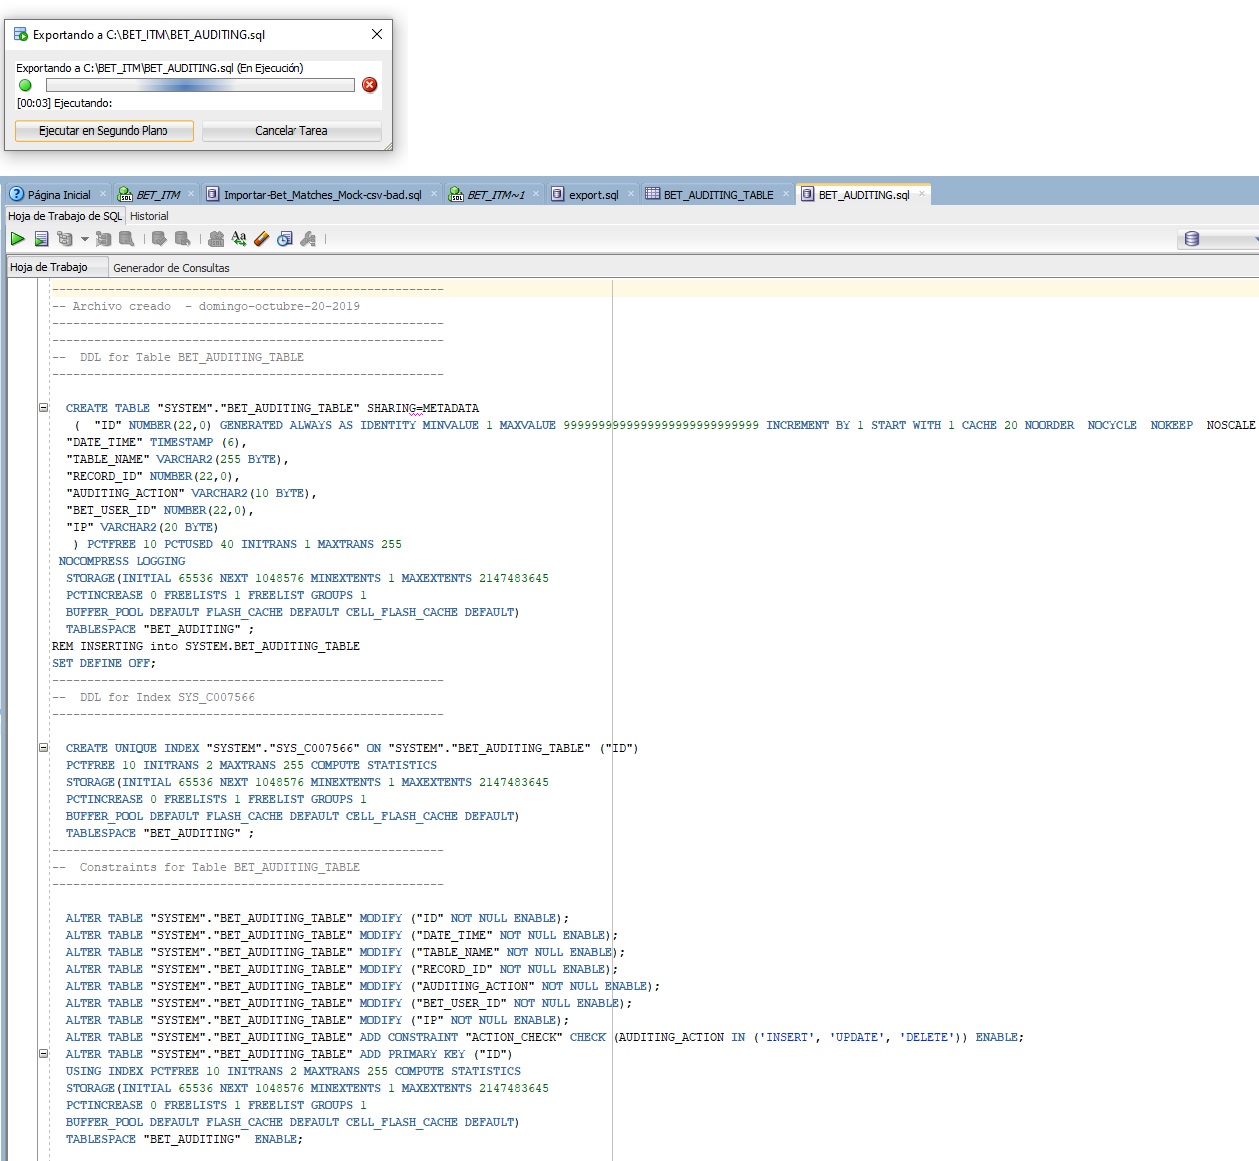 Exportando a C:\BET_ITM\BET_AUDITING.sql
Exportando a C:\BET_ITM\BET_AUDITING.sql (En Ejecución)
[00:03] Ejecutando:
Ejecutar en Segundo Plano Cancelar Tarea
Página Inicial BET_ITM Importar-Bet_Matches_Mock-csv-bad.sql BET_ITM~1 export.sql BET_AUDITING_TABLE BET_AUDITING.sql
Hoja de Trabajo de SQL Historial
Hoja de Trabajo Generador de Consultas
--------------------------------------------------------
-- Archivo creado  - domingo-octubre-20-2019
--------------------------------------------------------
--------------------------------------------------------
--  DDL for Table BET_AUDITING_TABLE
--------------------------------------------------------
CREATE TABLE "SYSTEM"."BET_AUDITING_TABLE" SHARING=METADATA
(  "ID" NUMBER(22,0) GENERATED ALWAYS AS IDENTITY MINVALUE 1 MAXVALUE 9999999999999999999999999999 INCREMENT BY 1 START WITH 1 CACHE 20 NOORDER  NOCYCLE  NOKEEP  NOSCALE
"DATE_TIME" TIMESTAMP (6),
"TABLE_NAME" VARCHAR2(255 BYTE),
"RECORD_ID" NUMBER(22,0),
"AUDITING_ACTION" VARCHAR2(10 BYTE),
"BET_USER_ID" NUMBER(22,0),
"IP" VARCHAR2(20 BYTE)
) PCTFREE 10 PCTUSED 40 INITRANS 1 MAXTRANS 255
NOCOMPRESS LOGGING
STORAGE(INITIAL 65536 NEXT 1048576 MINEXTENTS 1 MAXEXTENTS 2147483645
PCTINCREASE 0 FREELISTS 1 FREELIST GROUPS 1
BUFFER_POOL DEFAULT FLASH_CACHE DEFAULT CELL_FLASH_CACHE DEFAULT)
TABLESPACE "BET_AUDITING" ;
REM INSERTING into SYSTEM.BET_AUDITING_TABLE
SET DEFINE OFF;
--------------------------------------------------------
--  DDL for Index SYS_C007566
--------------------------------------------------------
CREATE UNIQUE INDEX "SYSTEM"."SYS_C007566" ON "SYSTEM"."BET_AUDITING_TABLE" ("ID")
PCTFREE 10 INITRANS 2 MAXTRANS 255 COMPUTE STATISTICS
STORAGE(INITIAL 65536 NEXT 1048576 MINEXTENTS 1 MAXEXTENTS 2147483645
PCTINCREASE 0 FREELISTS 1 FREELIST GROUPS 1
BUFFER_POOL DEFAULT FLASH_CACHE DEFAULT CELL_FLASH_CACHE DEFAULT)
TABLESPACE "BET_AUDITING" ;
--------------------------------------------------------
--  Constraints for Table BET_AUDITING_TABLE
--------------------------------------------------------
ALTER TABLE "SYSTEM"."BET_AUDITING_TABLE" MODIFY ("ID" NOT NULL ENABLE);
ALTER TABLE "SYSTEM"."BET_AUDITING_TABLE" MODIFY ("DATE_TIME" NOT NULL ENABLE);
ALTER TABLE "SYSTEM"."BET_AUDITING_TABLE" MODIFY ("TABLE_NAME" NOT NULL ENABLE);
ALTER TABLE "SYSTEM"."BET_AUDITING_TABLE" MODIFY ("RECORD_ID" NOT NULL ENABLE);
ALTER TABLE "SYSTEM"."BET_AUDITING_TABLE" MODIFY ("AUDITING_ACTION" NOT NULL ENABLE);
ALTER TABLE "SYSTEM"."BET_AUDITING_TABLE" MODIFY ("BET_USER_ID" NOT NULL ENABLE);
ALTER TABLE "SYSTEM"."BET_AUDITING_TABLE" MODIFY ("IP" NOT NULL ENABLE);
ALTER TABLE "SYSTEM"."BET_AUDITING_TABLE" ADD CONSTRAINT "ACTION_CHECK" CHECK (AUDITING_ACTION IN ('INSERT', 'UPDATE', 'DELETE')) ENABLE;
ALTER TABLE "SYSTEM"."BET_AUDITING_TABLE" ADD PRIMARY KEY ("ID")
USING INDEX PCTFREE 10 INITRANS 2 MAXTRANS 255 COMPUTE STATISTICS
STORAGE(INITIAL 65536 NEXT 1048576 MINEXTENTS 1 MAXEXTENTS 2147483645
PCTINCREASE 0 FREELISTS 1 FREELIST GROUPS 1
BUFFER_POOL DEFAULT FLASH_CACHE DEFAULT CELL_FLASH_CACHE DEFAULT)
TABLESPACE "BET_AUDITING"  ENABLE;